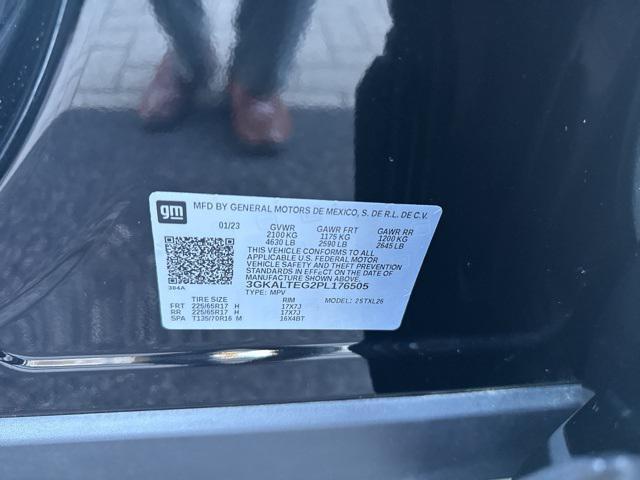 gm
MFD BY GENERAL MOTORS DE MEXICO, S. DE R.L. DE C.V.
01/23 GVWR GAWR FRT GAWR RR
2100 KG 1175 KG 1200 KG
4630 LB 2590 LB 2645 LB
THIS VEHICLE CONFORMS TO ALL
APPLICABLE U.S. FEDERAL MOTOR
VEHICLE SAFETY AND THEFT PREVENTION
STANDARDS IN EFFECT ON THE DATE OF
MANUFACTURE SHOWN ABOVE.
384A
3GKALTEG2PL176505
TYPE: MPV
TIRE SIZE RIM MODEL: 2STXL26
FRT 225/65R17 H 17X7J
RR 225/65R17 H 17X7J
SPA T135/70R16 M 16X4BT